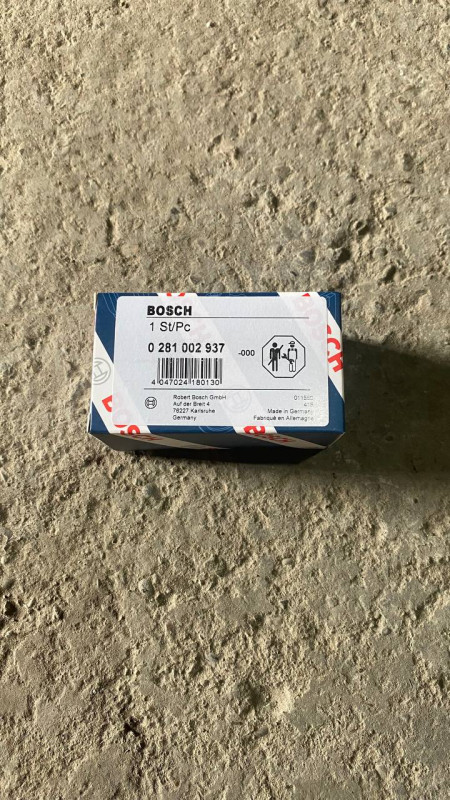 BOSCH
1 St/Pc
0 281 002 937
-000
4 047024 180130
Robert Bosch GmbH
Auf der Breit 4
76227 Karlsruhe
Germany
Made in Germany
Fabriqué en Allemagne